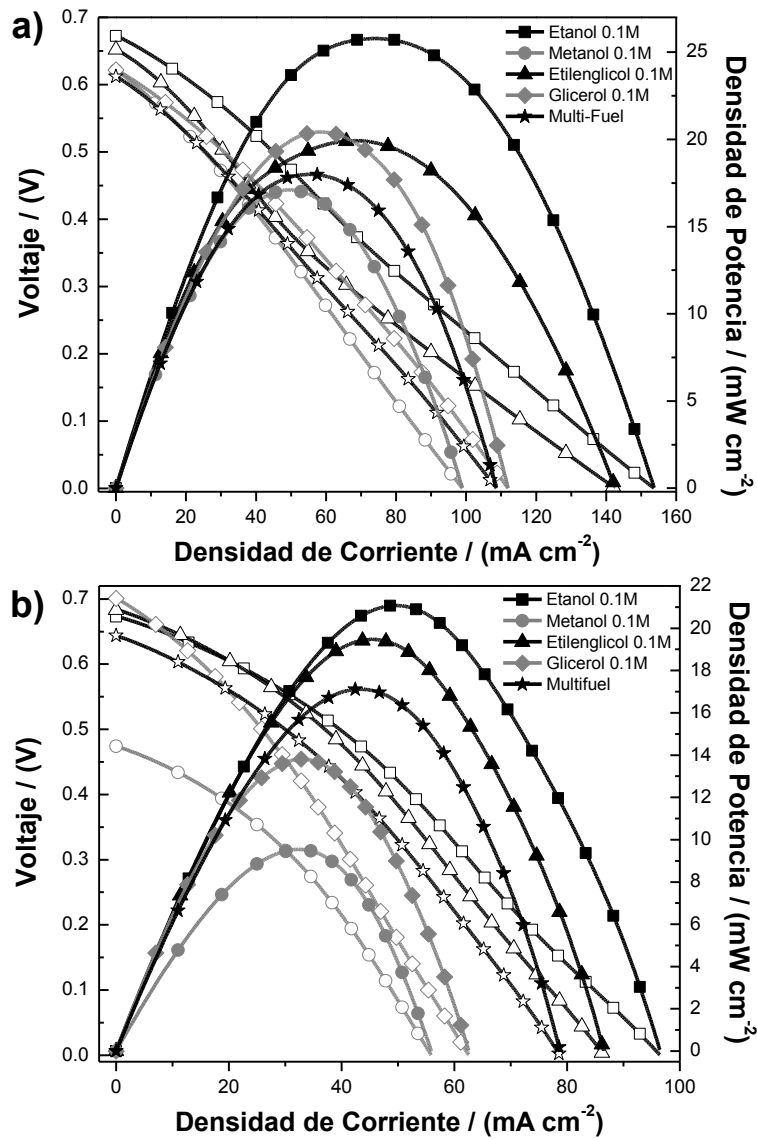 a)
Etanol 0.1M
Metanol 0.1M
Etilenglicol 0.1M
Glicerol 0.1M
Multi-Fuel
Voltaje / (V)
0.7
0.6
0.5
0.4
0.3
0.2
0.1
0.0
Densidad de Potencia / (mW cm⁻²)
25
20
15
10
5
0
0 20 40 60 80 100 120 140 160
Densidad de Corriente / (mA cm⁻²)
b)
Etanol 0.1M
Metanol 0.1M
Etilenglicol 0.1M
Glicerol 0.1M
Multifuel
Voltaje / (V)
0.7
0.6
0.5
0.4
0.3
0.2
0.1
0.0
Densidad de Potencia / (mW cm⁻²)
22
20
18
16
14
12
10
8
6
4
2
0
0 20 40 60 80 100
Densidad de Corriente / (mA cm⁻²)